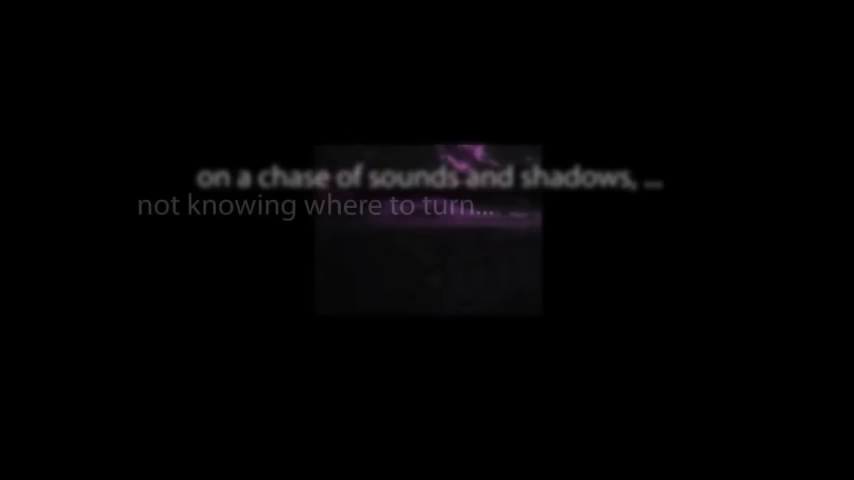 on a chase of sounds and shadows, ...
not knowing where to turn...